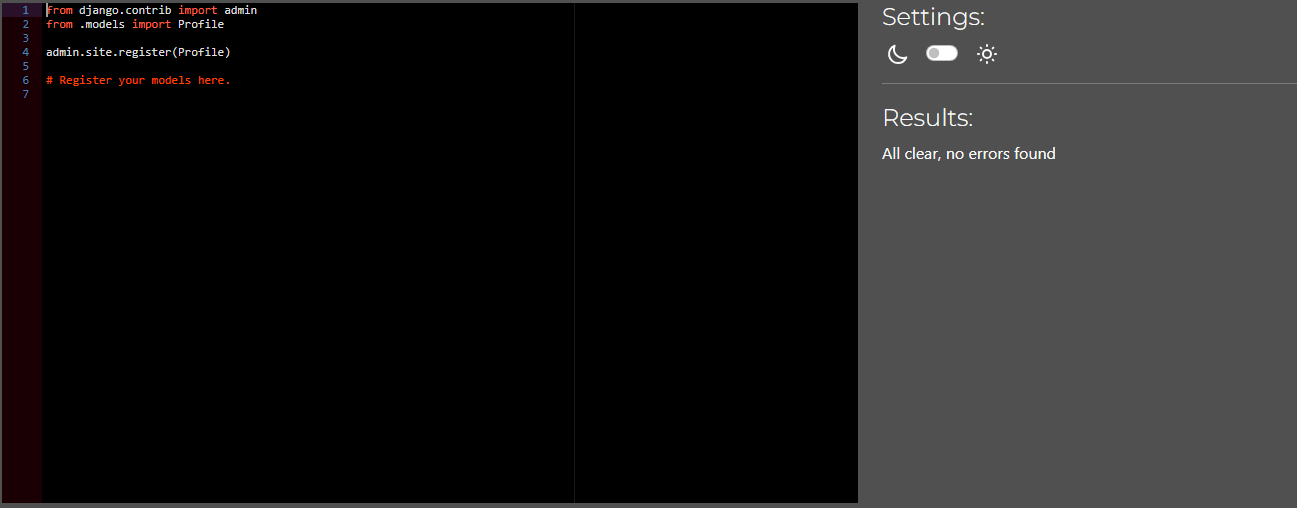 1 from django.contrib import admin
2 from .models import Profile
3
4 admin.site.register(Profile)
5
6 # Register your models here.
7
Settings:
Results:
All clear, no errors found